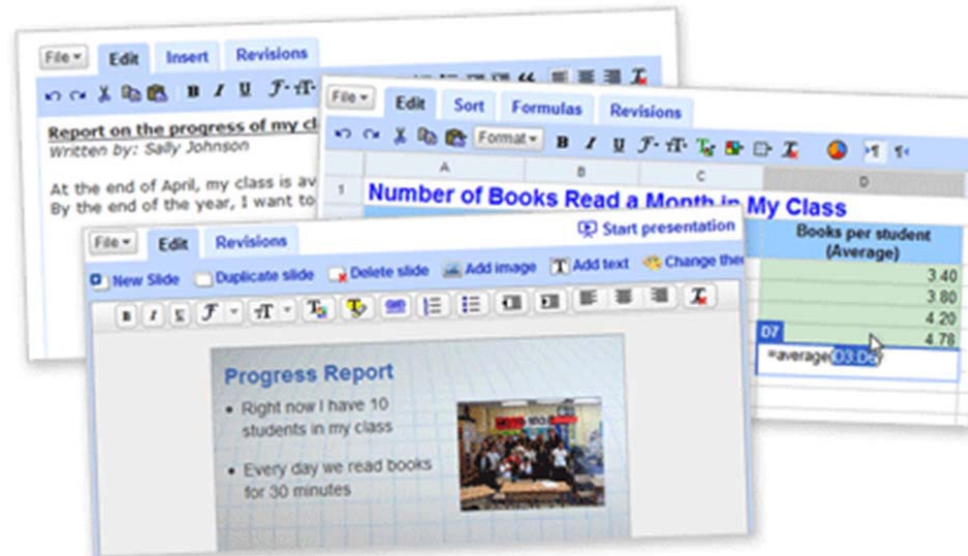 File
Edit
Insert
Revisions
B I U
Report on the progress of my cl
Written by: Sally Johnson
At the end of April, my class is av
By the end of the year, I want to
File
Edit
Sort
Formulas
Revisions
Format
B I U
A
B
C
D
1
Number of Books Read a Month in My Class
Books per student
(Average)
3.40
3.80
4.20
4.78
D7
=average(D3:D6)
File
Edit
Revisions
Start presentation
New Slide
Duplicate slide
Delete slide
Add image
Add text
Change the
B I U
Progress Report
• Right now I have 10
students in my class
• Every day we read books
for 30 minutes